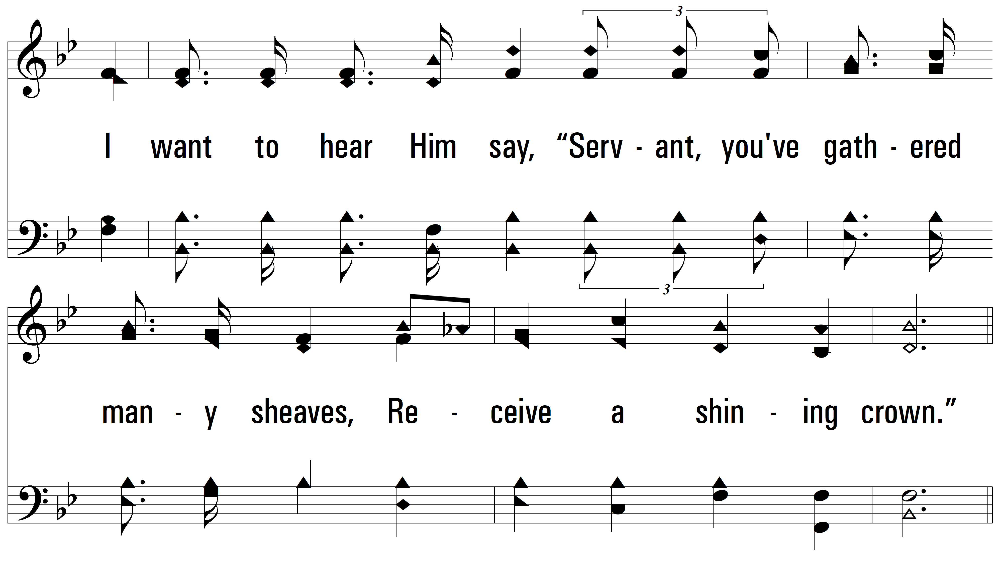 3
I want to hear Him say, “Serv - ant, you've gath - ered
3
man - y sheaves, Re - ceive a shin - ing crown.”